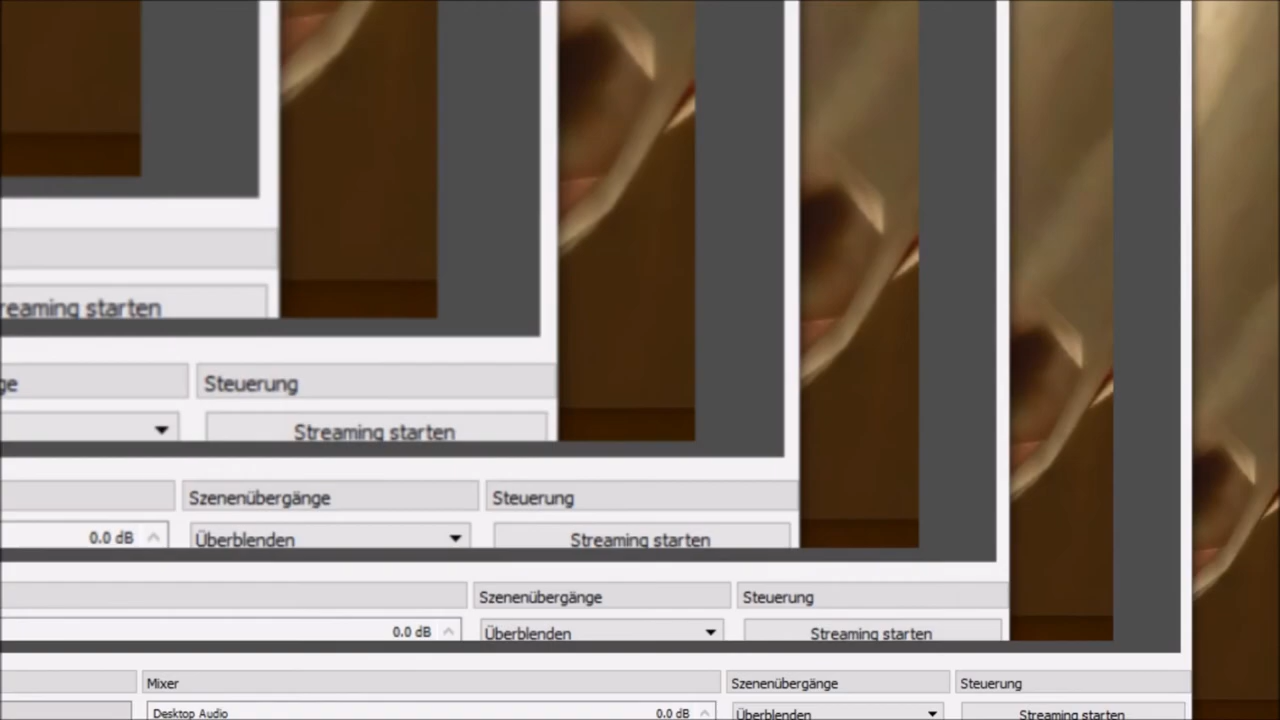 reaming starten
ge Steuerung
Streaming starten
Szenenübergänge Steuerung
0.0 dB Überblenden Streaming starten
Szenenübergänge Steuerung
0.0 dB Überblenden Streaming starten
Mixer Szenenübergänge Steuerung
Desktop Audio 0.0 dB Überblenden Streaming starten